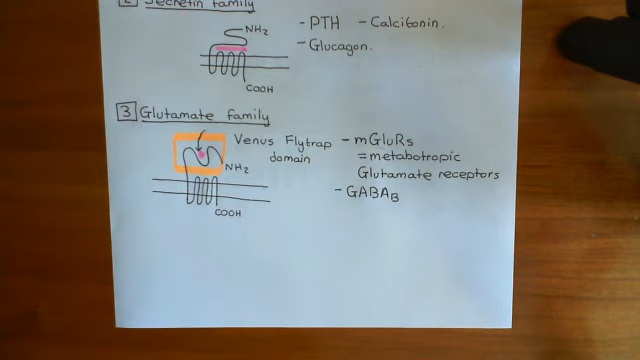 2 Secretin family
- PTH - Calcitonin.
NH2
- Glucagon.
COOH
3 Glutamate family
Venus Flytrap
domain
NH2
COOH
- mGluRs
= metabotropic
Glutamate receptors
- GABAB